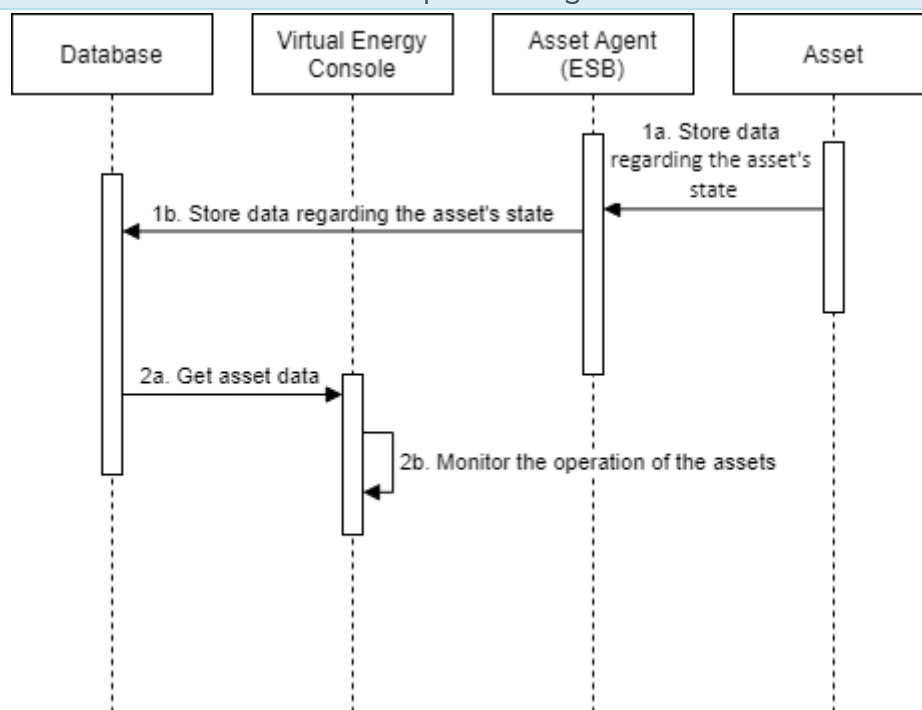 Database
Virtual Energy
Console
Asset Agent
(ESB)
Asset
1a. Store data
regarding the asset's
state
1b. Store data regarding the asset's state
2a. Get asset data
2b. Monitor the operation of the assets